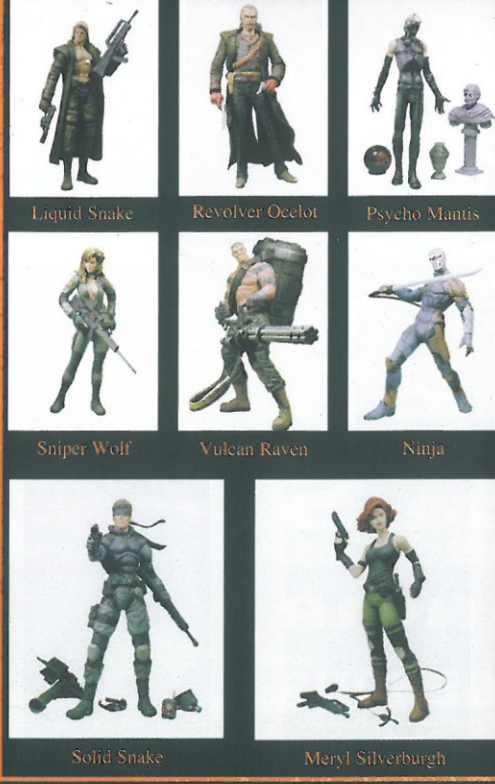 Liquid Snake
Revolver Ocelot
Psycho Mantis
Sniper Wolf
Vulcan Raven
Ninja
Solid Snake
Meryl Silverburgh